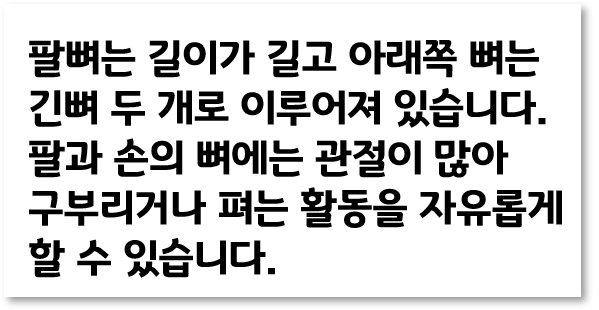 팔뼈는 길이가 길고 아래쪽 뼈는
긴뼈 두 개로 이루어져 있습니다.
팔과 손의 뼈에는 관절이 많아
구부리거나 펴는 활동을 자유롭게
할 수 있습니다.